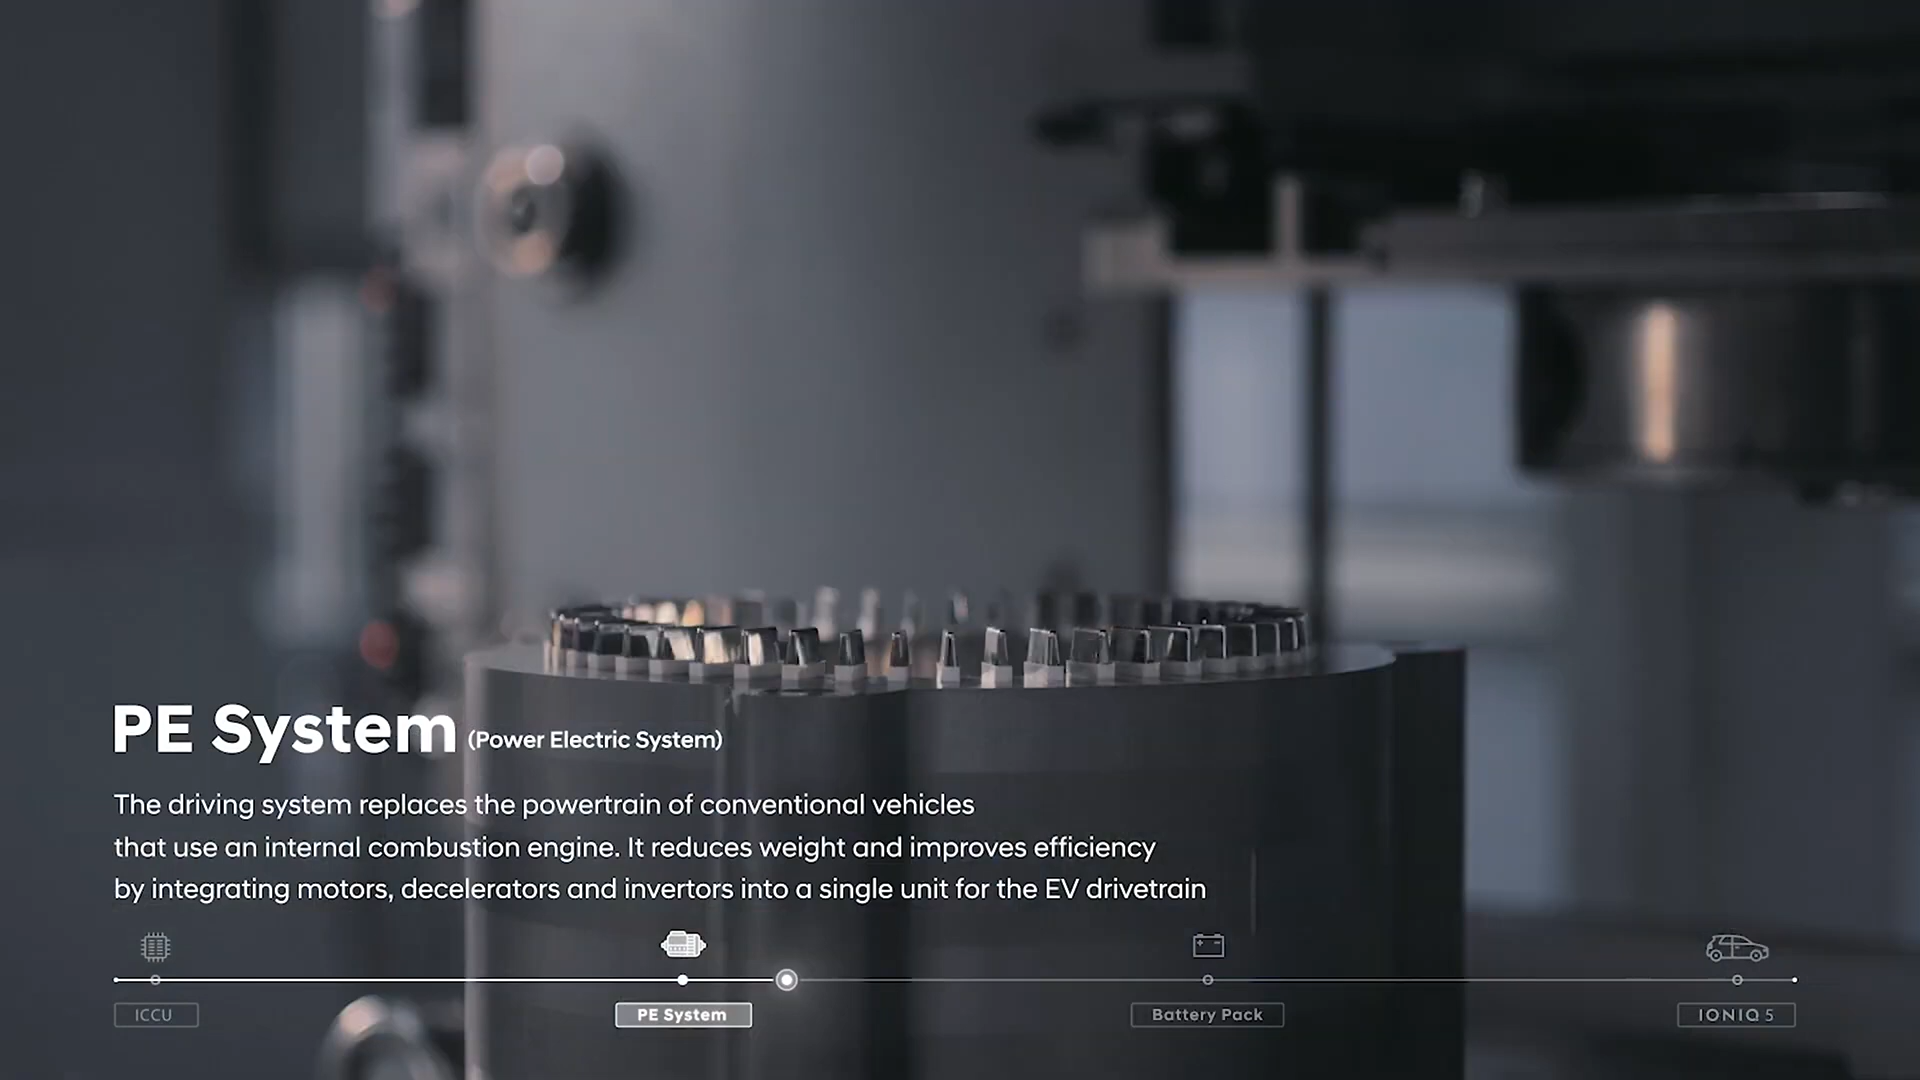 PE System (Power Electric System)
The driving system replaces the powertrain of conventional vehicles
that use an internal combustion engine. It reduces weight and improves efficiency
by integrating motors, decelerators and invertors into a single unit for the EV drivetrain
ICCU
PE System
Battery Pack
IONIQ 5